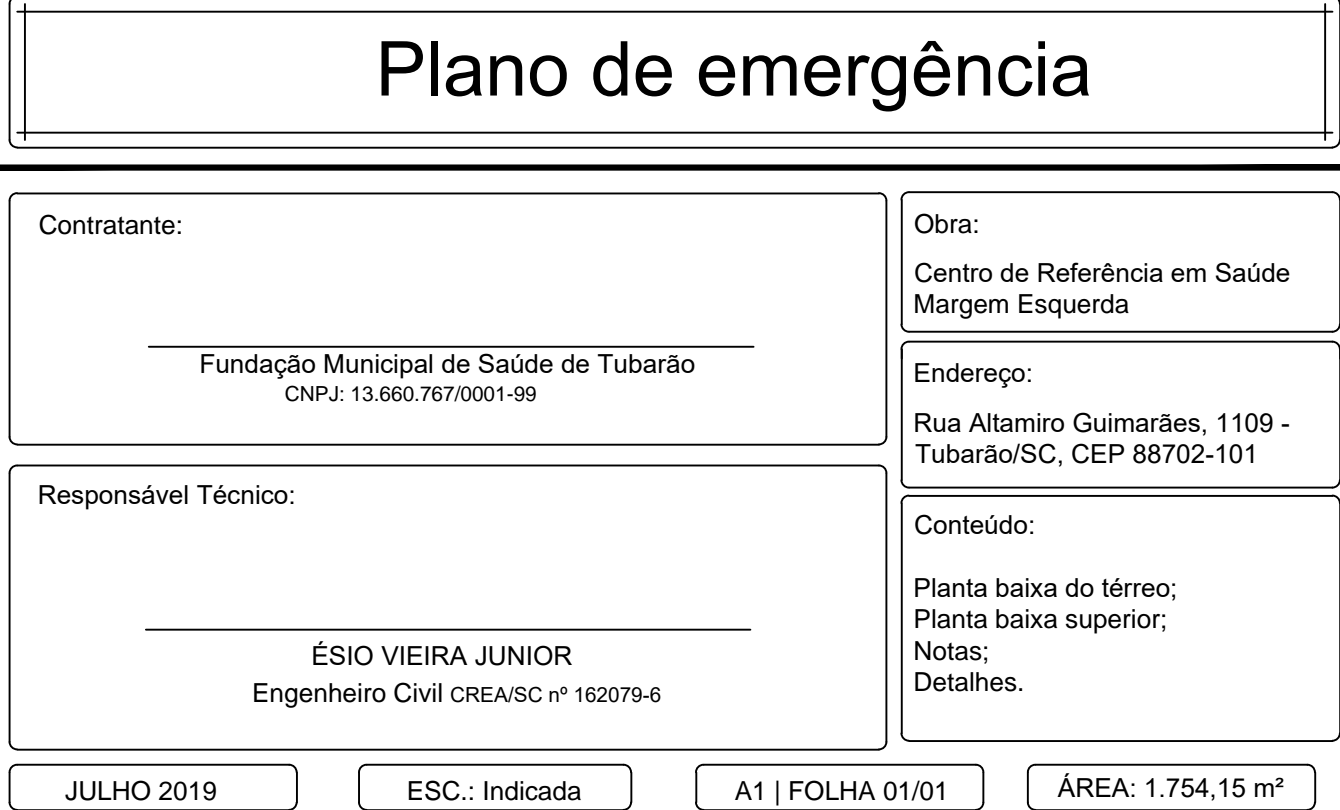 Plano de emergência
Contratante:
Fundação Municipal de Saúde de Tubarão
CNPJ: 13.660.767/0001-99
Responsável Técnico:
ÉSIO VIEIRA JUNIOR
Engenheiro Civil CREA/SC nº 162079-6
Obra:
Centro de Referência em Saúde
Margem Esquerda
Endereço:
Rua Altamiro Guimarães, 1109 -
Tubarão/SC, CEP 88702-101
Conteúdo:
Planta baixa do térreo;
Planta baixa superior;
Notas;
Detalhes.
JULHO 2019
ESC.: Indicada
A1 | FOLHA 01/01
ÁREA: 1.754,15 m²